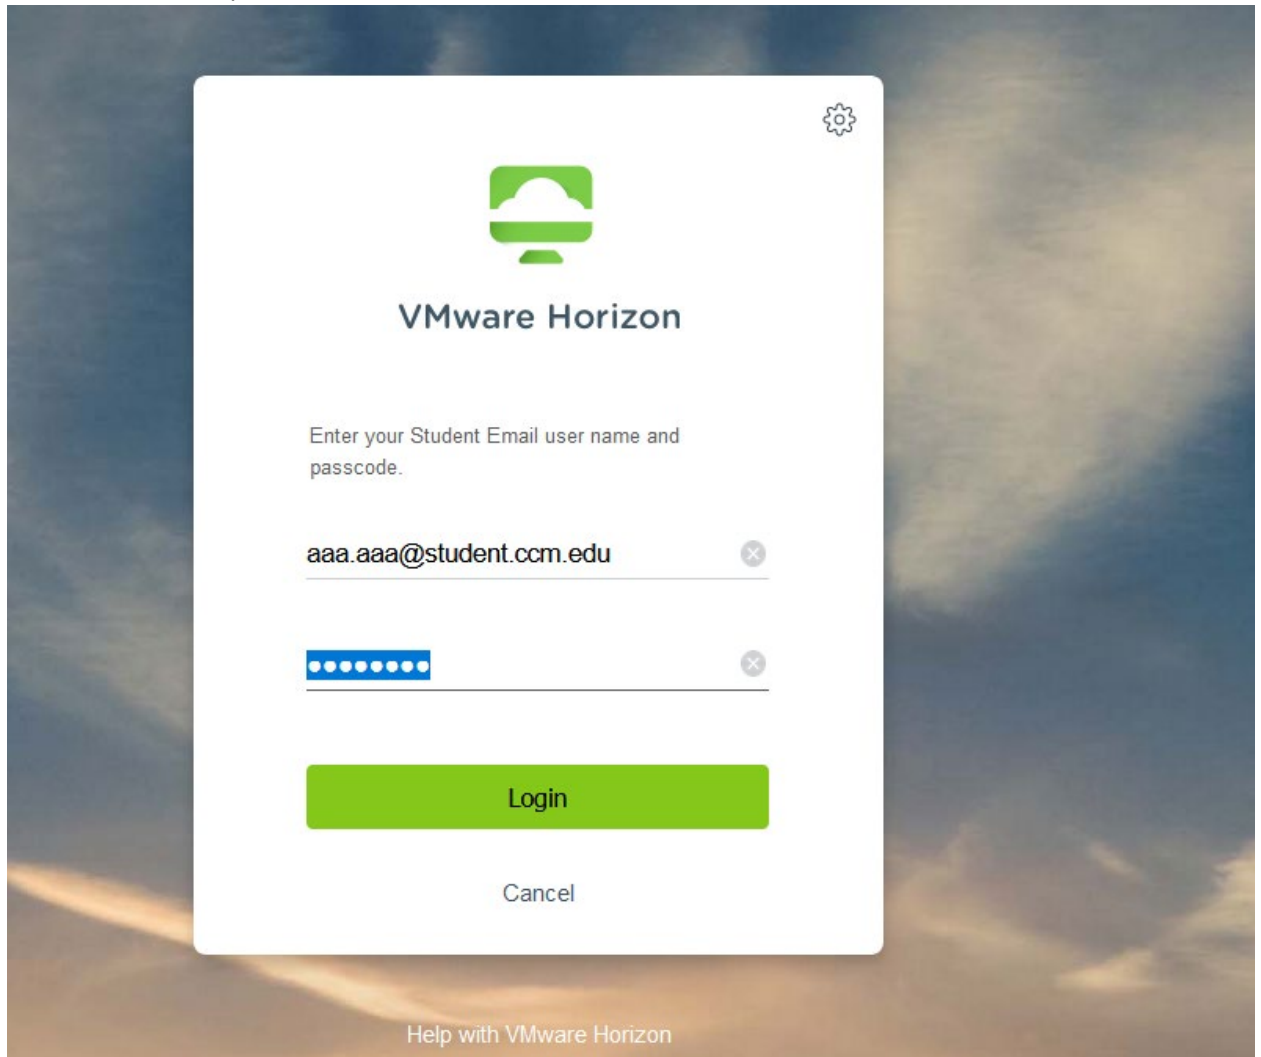 VMware Horizon
Enter your Student Email user name and
passcode.
aaa.aaa@student.ccm.edu
••••••••
Login
Cancel
Help with VMware Horizon